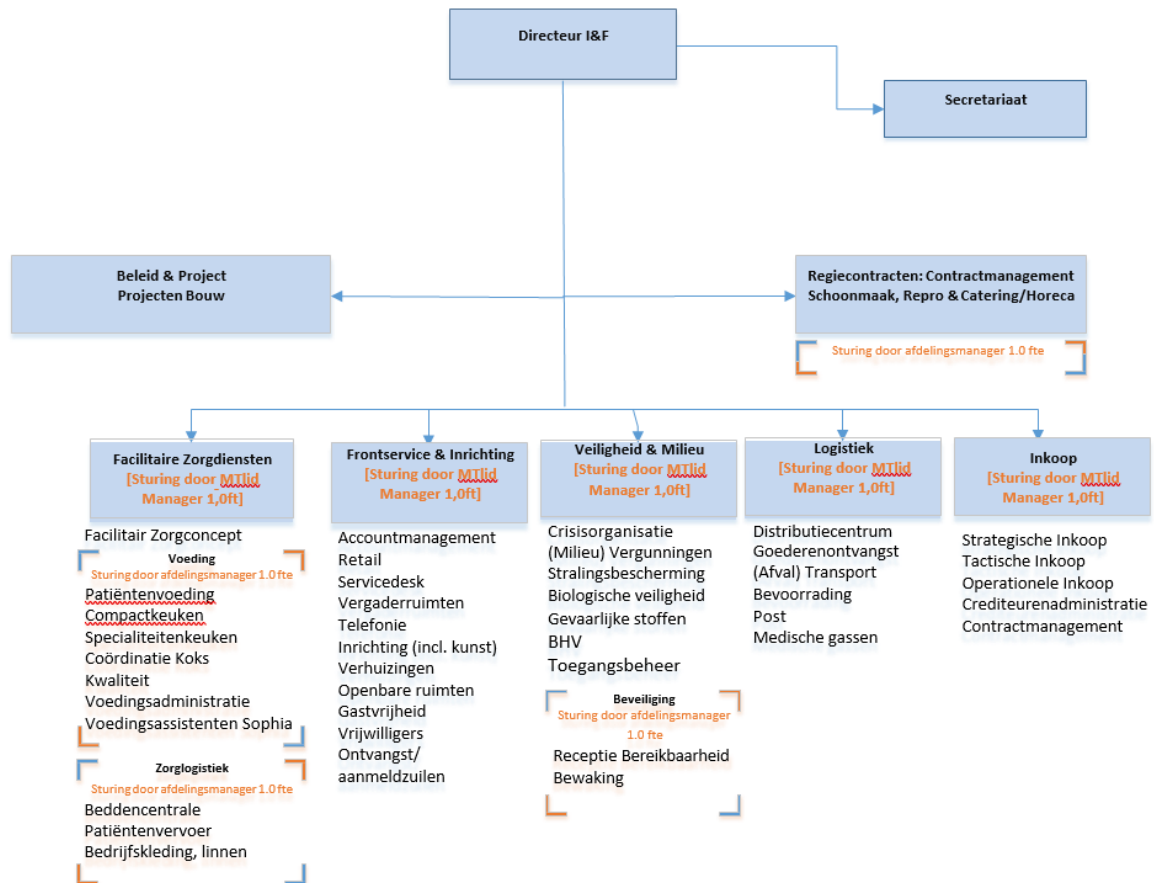 Directeur I&F
Secretariaat
Beleid & Project
Projecten Bouw
Regiecontracten: Contractmanagement
Schoonmaak, Repro & Catering/Horeca
Sturing door afdelingsmanager 1.0 fte
Facilitaire Zorgdiensten
[Sturing door MTlid
Manager 1,0ft]
Facilitair Zorgconcept
Voeding
Sturing door afdelingsmanager 1.0 fte
Patiëntenvoeding
Compactkeuken
Specialiteitenkeuken
Coördinatie Koks
Kwaliteit
Voedingsadministratie
Voedingsassistenten Sophia
Zorglogistiek
Sturing door afdelingsmanager 1.0 fte
Beddencentrale
Patiëntenvervoer
Bedrijfskleding, linnen
Frontservice & Inrichting
[Sturing door MTlid
Manager 1,0ft]
Accountmanagement
Retail
Servicedesk
Vergaderruimten
Telefonie
Inrichting (incl. kunst)
Verhuizingen
Openbare ruimten
Gastvrijheid
Vrijwilligers
Ontvangst/
aanmeldzuilen
Veiligheid & Milieu
[Sturing door MTlid
Manager 1,0ft]
Crisisorganisatie
(Milieu) Vergunningen
Stralingsbescherming
Biologische veiligheid
Gevaarlijke stoffen
BHV
Toegangsbeheer
Beveiliging
Sturing door afdelingsmanager
1.0 fte
Receptie Bereikbaarheid
Bewaking
Logistiek
[Sturing door MTlid
Manager 1,0ft]
Distributiecentrum
Goederenontvangst
(Afval) Transport
Bevoorrading
Post
Medische gassen
Inkoop
[Sturing door MTlid
Manager 1,0ft]
Strategische Inkoop
Tactische Inkoop
Operationele Inkoop
Crediteurenadministratie
Contractmanagement